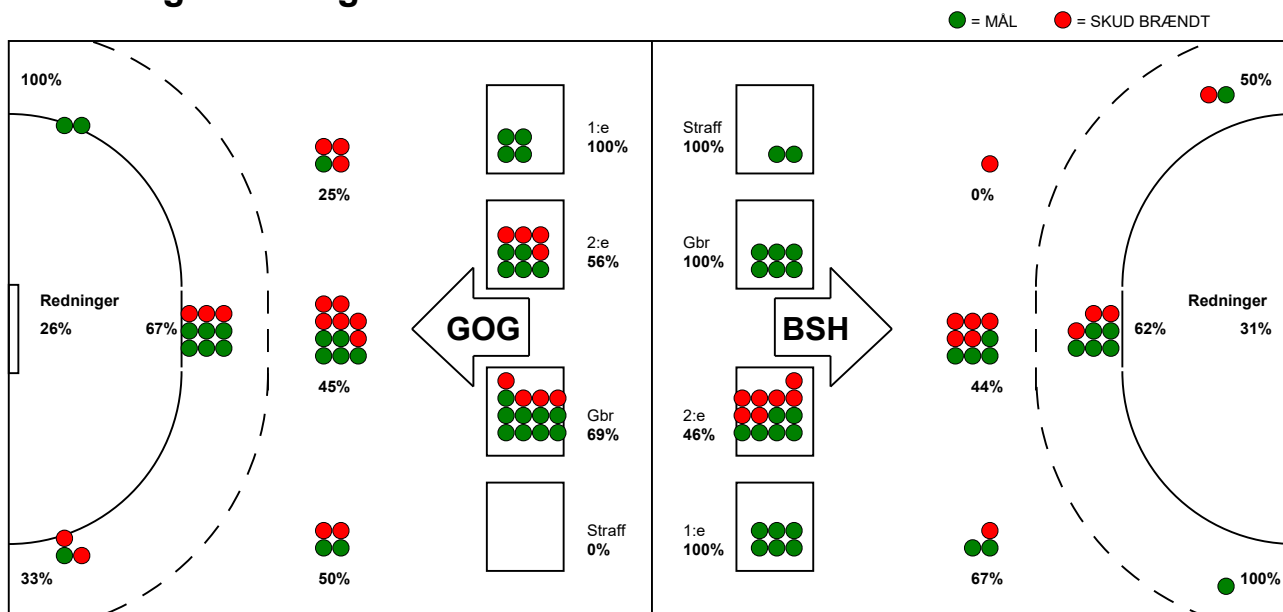 = MÅL
= SKUD BRÆNDT
100%
50%
1:e
100%
Straff
100%
25%
0%
2:e
56%
Gbr
100%
Redninger
26%
67%
GOG
BSH
62%
Redninger
31%
45%
44%
Gbr
69%
2:e
46%
Straff
0%
1:e
100%
33%
50%
67%
100%